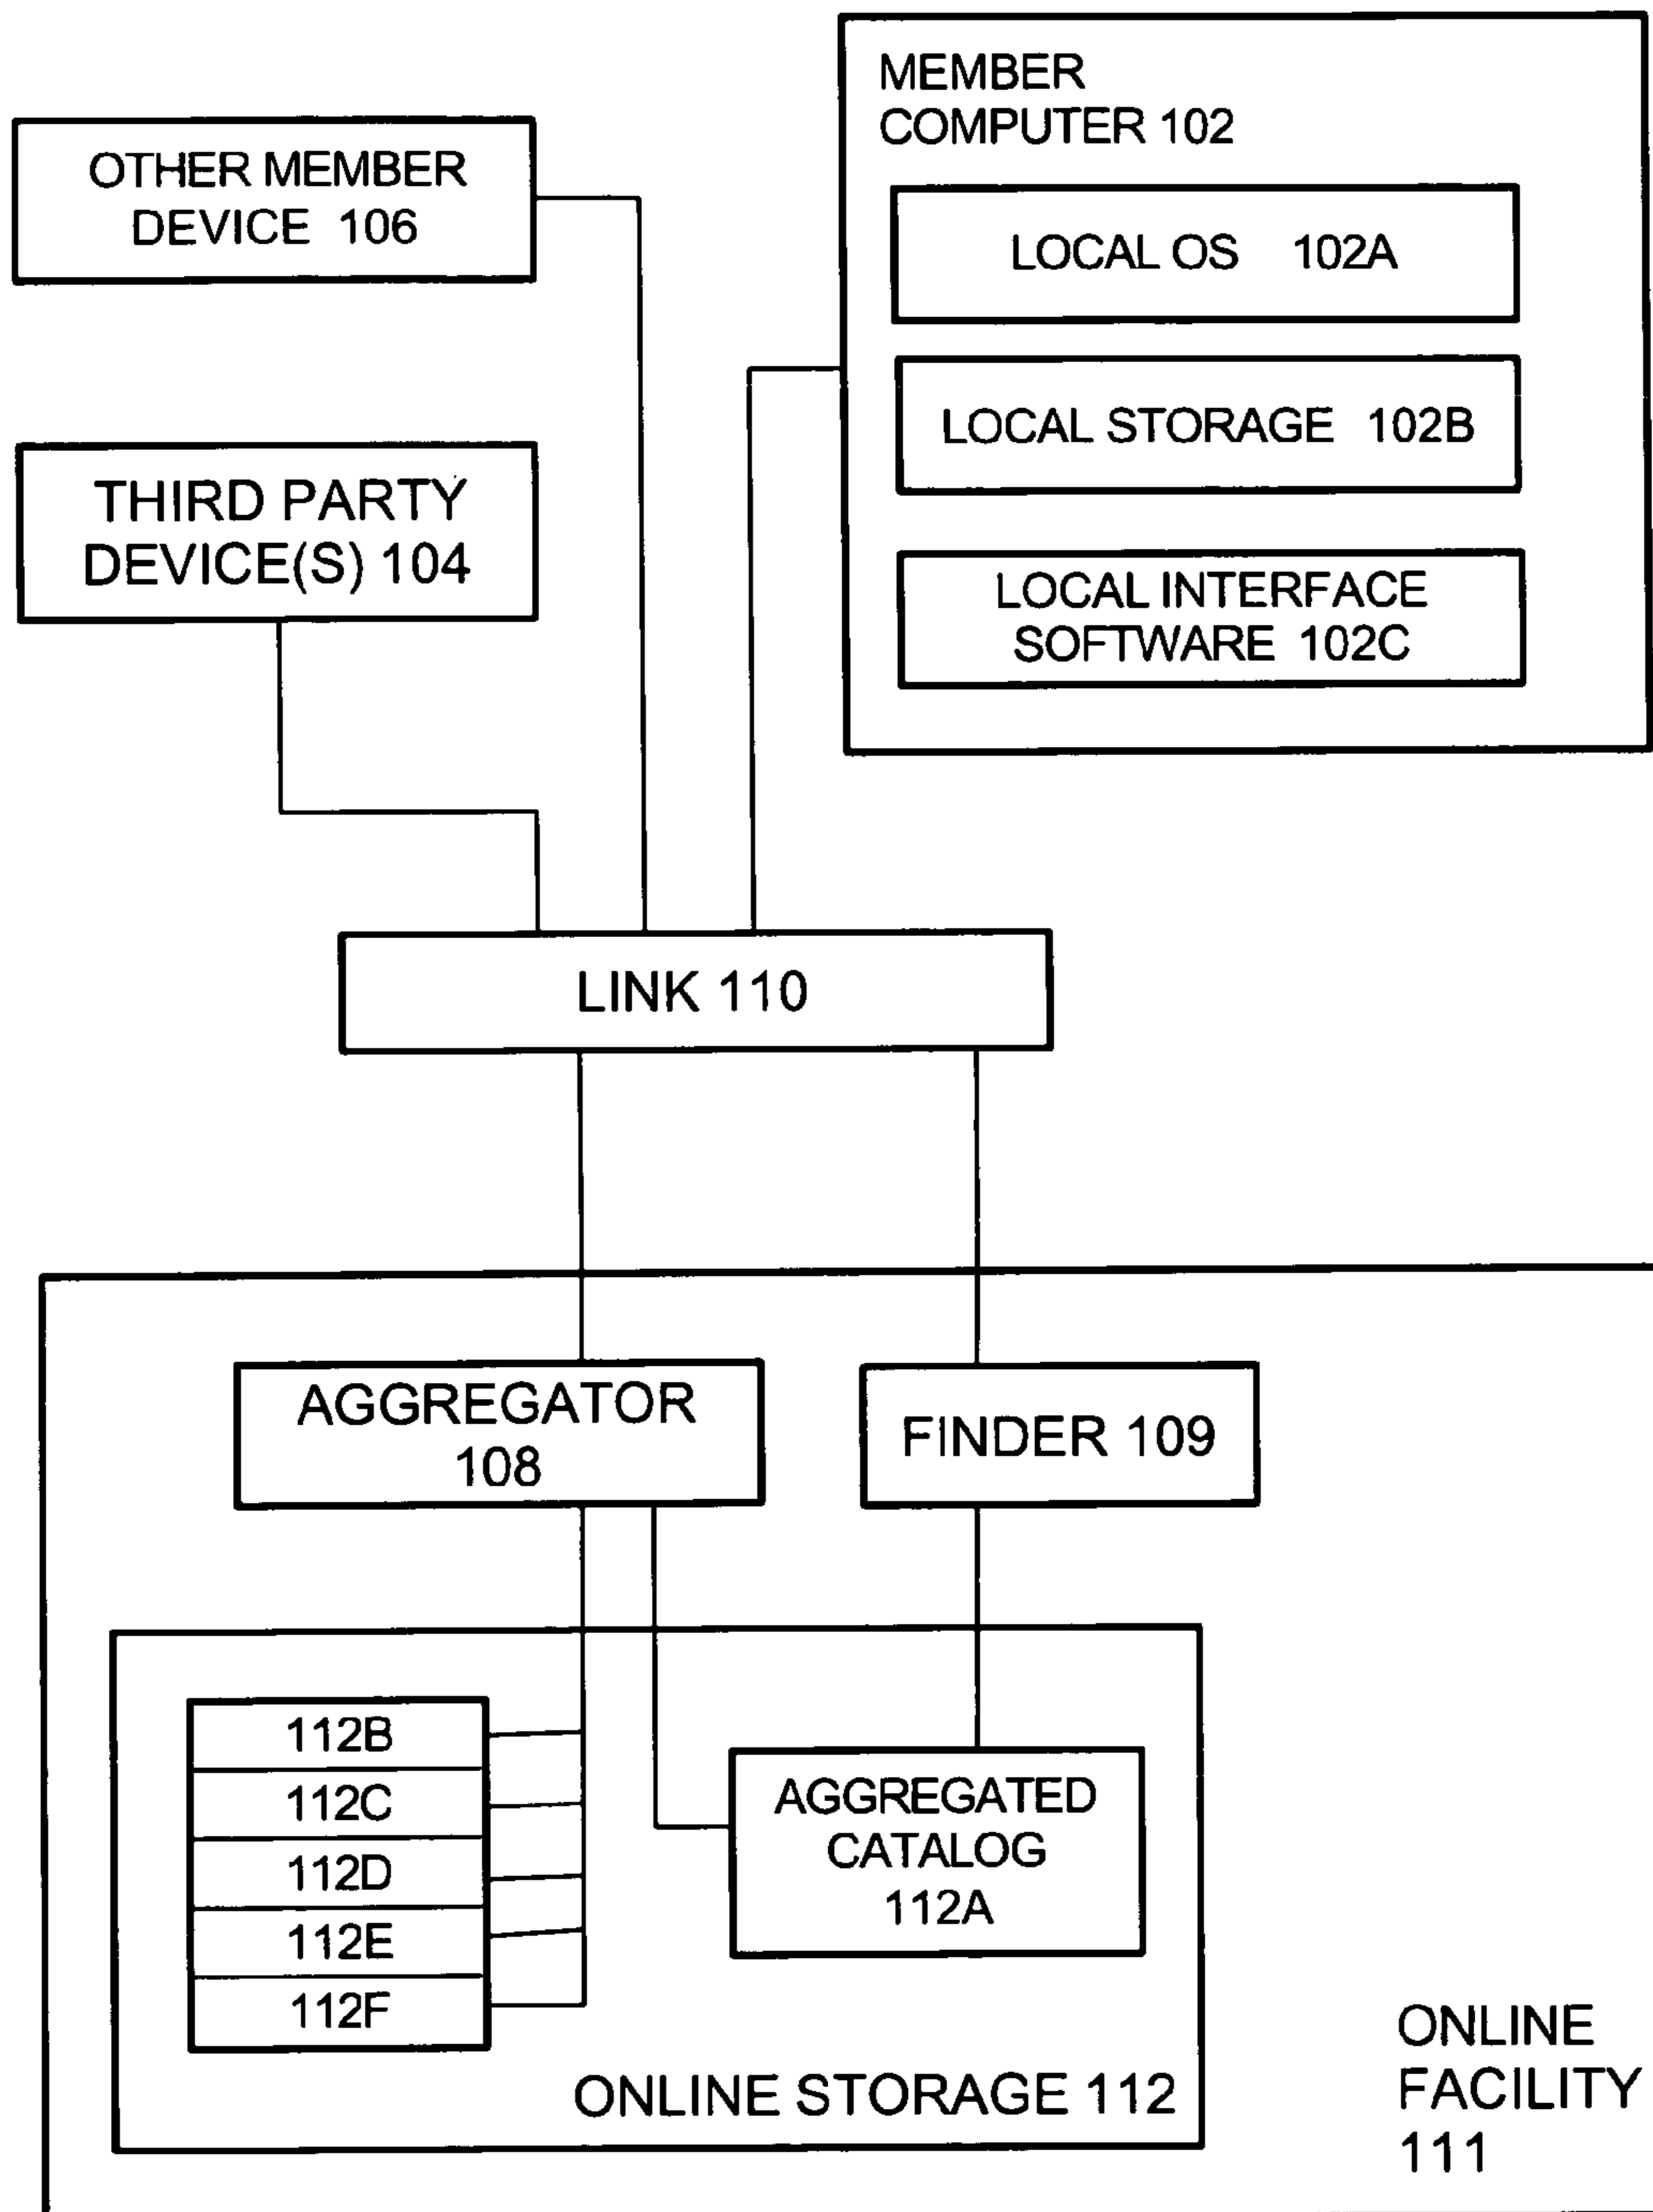 MEMBER
COMPUTER 102
OTHER MEMBER
DEVICE 106
LOCAL OS 102A
LOCAL STORAGE 102B
THIRD PARTY
DEVICE(S) 104
LOCAL INTERFACE
SOFTWARE 102C
LINK 110
AGGREGATOR
108
FINDER 109
112B
112C
112D
112E
112F
AGGREGATED
CATALOG
112A
ONLINE STORAGE 112
ONLINE
FACILITY
111